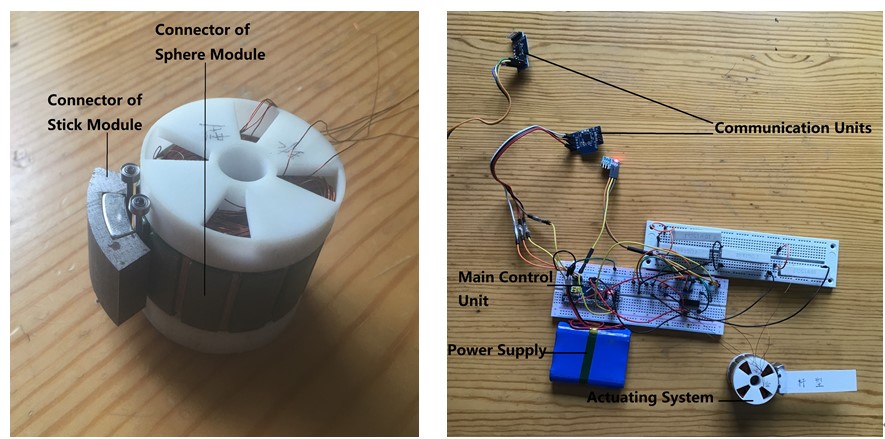 Connector of
Sphere Module
Connector of
Stick Module
Communication Units
Main Control
Unit
Power Supply
Actuating System